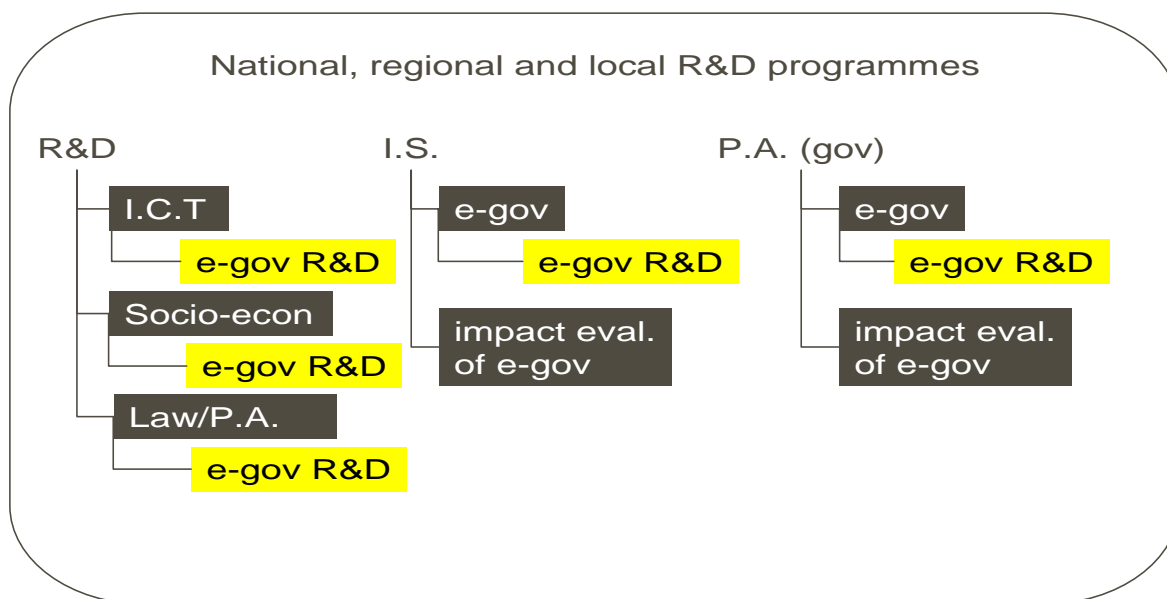 National, regional and local R&D programmes
R&D
I.C.T
e-gov R&D
Socio-econ
e-gov R&D
Law/P.A.
e-gov R&D
I.S.
e-gov
e-gov R&D
impact eval.
of e-gov
P.A. (gov)
e-gov
e-gov R&D
impact eval.
of e-gov